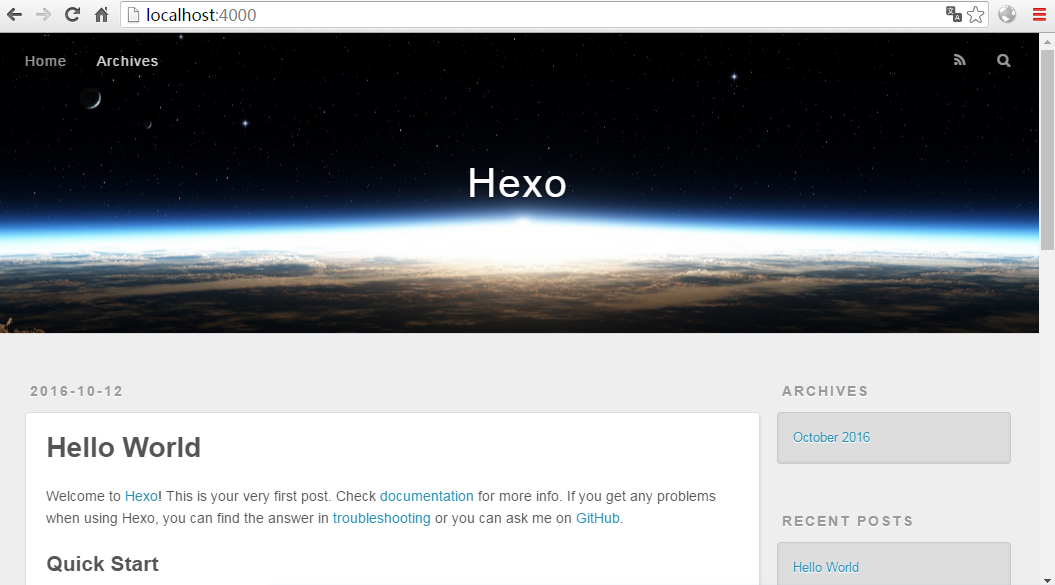 localhost:4000
Home Archives
Hexo
2016-10-12
Hello World
Welcome to Hexo! This is your very first post. Check documentation for more info. If you get any problems
when using Hexo, you can find the answer in troubleshooting or you can ask me on GitHub.
Quick Start
ARCHIVES
October 2016
RECENT POSTS
Hello World